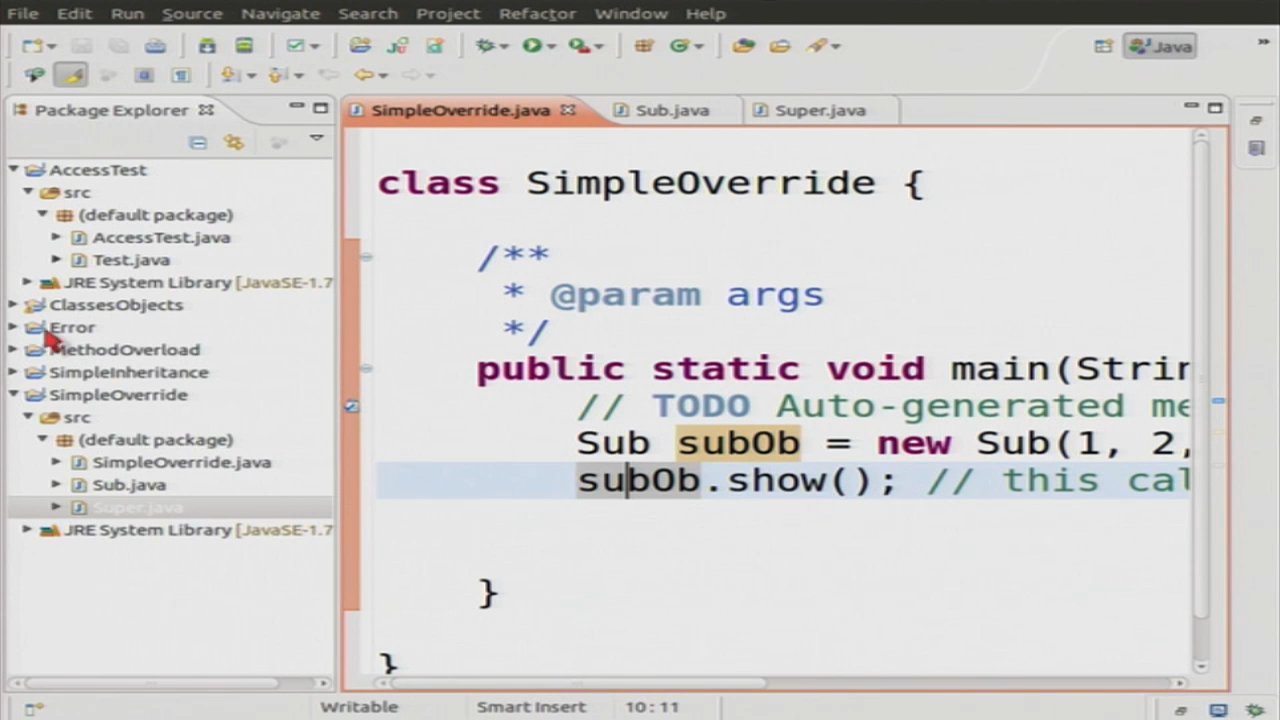 File Edit Run Source Navigate Search Project Refactor Window Help
Java
Package Explorer
SimpleOverride.java
Sub.java
Super.java
AccessTest
src
(default package)
AccessTest.java
Test.java
JRE System Library [JavaSE-1.7
ClassesObjects
Error
MethodOverload
SimpleInheritance
SimpleOverride
src
(default package)
SimpleOverride.java
Sub.java
Super.java
JRE System Library [JavaSE-1.7
class SimpleOverride {
/**
* @param args
*/
public static void main(Strin
// TODO Auto-generated me
Sub subOb = new Sub(1, 2,
subOb.show(); // this cal
}
}
Writable Smart Insert 10:11